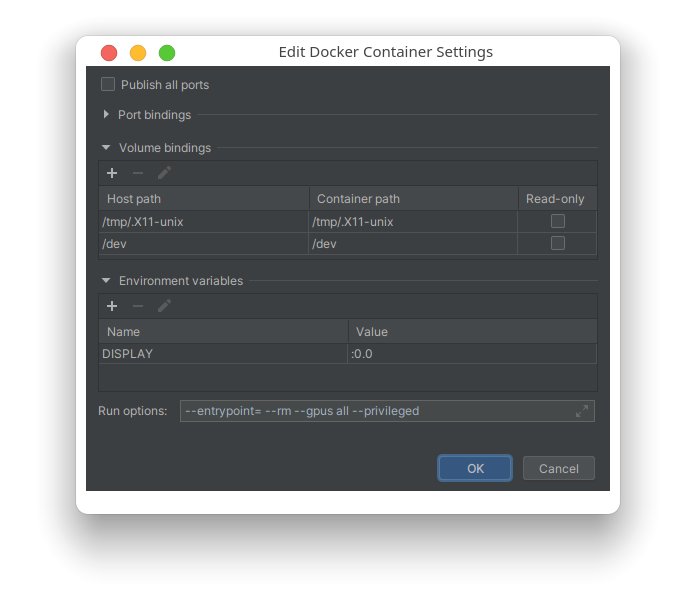 Edit Docker Container Settings
Publish all ports
Port bindings
Volume bindings
Host path Container path Read-only
/tmp/.X11-unix /tmp/.X11-unix
/dev /dev
Environment variables
Name Value
DISPLAY :0.0
Run options: --entrypoint= --rm --gpus all --privileged
OK Cancel